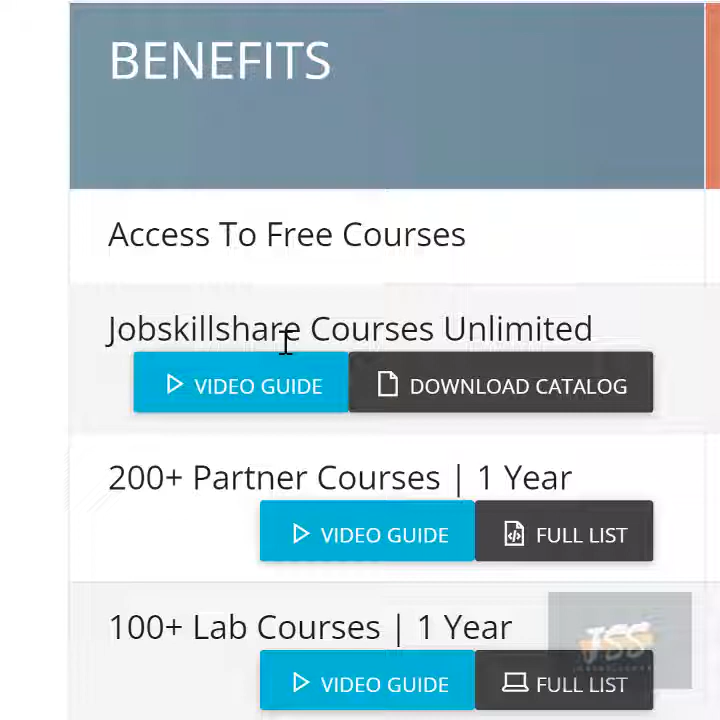 BENEFITS
Access To Free Courses
Jobskillshare Courses Unlimited
VIDEO GUIDE DOWNLOAD CATALOG
200+ Partner Courses | 1 Year
VIDEO GUIDE FULL LIST
100+ Lab Courses | 1 Year
JSS
VIDEO GUIDE FULL LIST